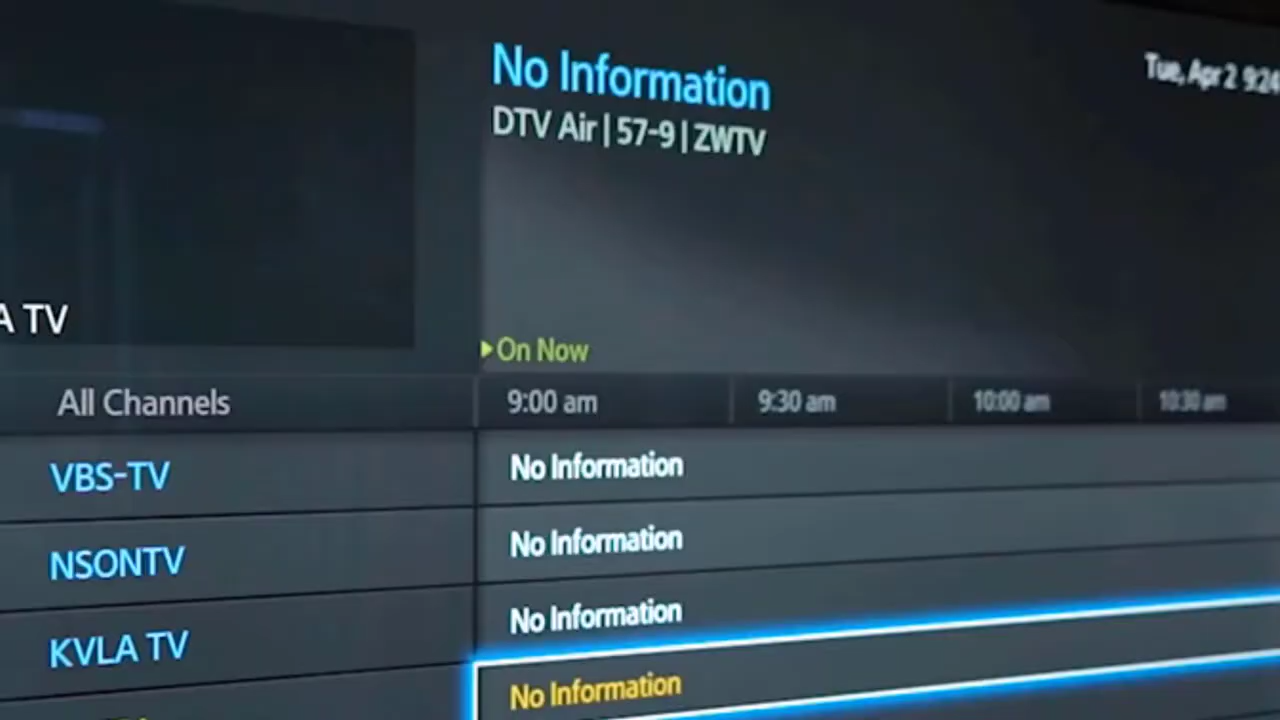 No Information
Tue, Apr 2 9:24
DTV Air | 57-9 | ZWTV
A TV
On Now
All Channels 9:00 am 9:30 am 10:00 am 10:30 am
VBS-TV No Information
NSONTV No Information
KVLA TV No Information
No Information